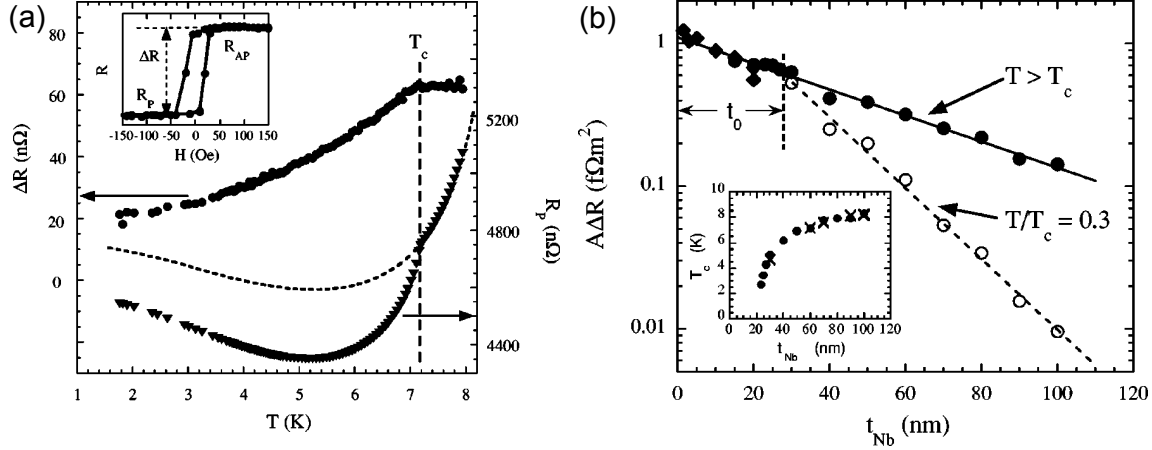 (a)
80
60
40
20
0
ΔR (nΩ)
R
ΔR
R_AP
R_P
-150 -100 -50 0 50 100 150
H (Oe)
T_c
5200
4800
4400
R_p (nΩ)
1 2 3 4 5 6 7 8
T (K)
(b)
1
0.1
0.01
AΔR (fΩm²)
T > T_c
t_0
T/T_c = 0.3
8
6
4
2
0
T_c (K)
0 20 40 60 80 100 120
t_Nb (nm)
0 20 40 60 80 100 120
t_Nb (nm)